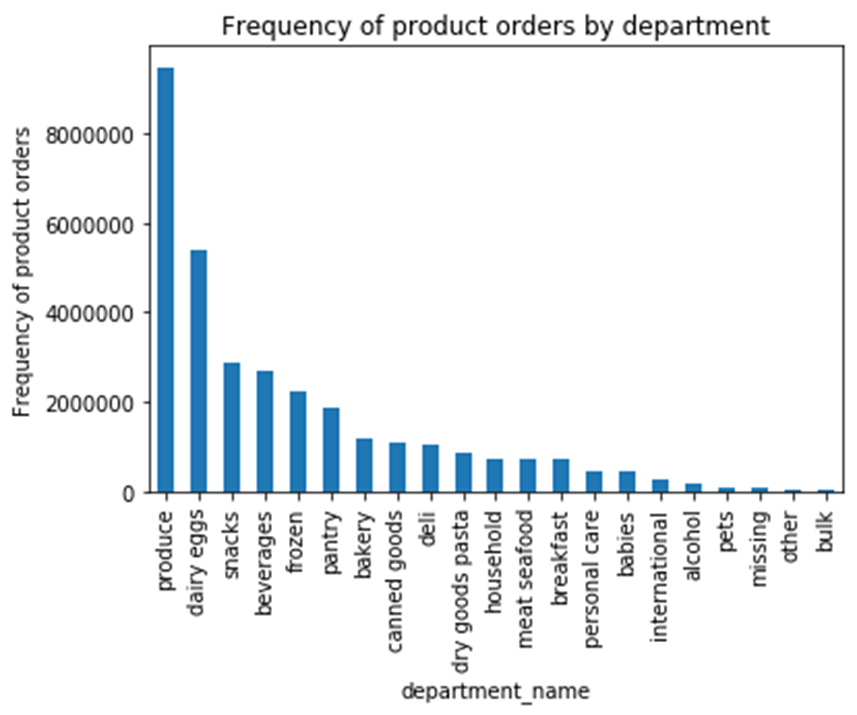 Frequency of product orders by department
Frequency of product orders
8000000
6000000
4000000
2000000
0
produce
dairy eggs
snacks
beverages
frozen
pantry
bakery
canned goods
deli
dry goods pasta
household
meat seafood
breakfast
personal care
babies
international
alcohol
pets
missing
other
bulk
department_name